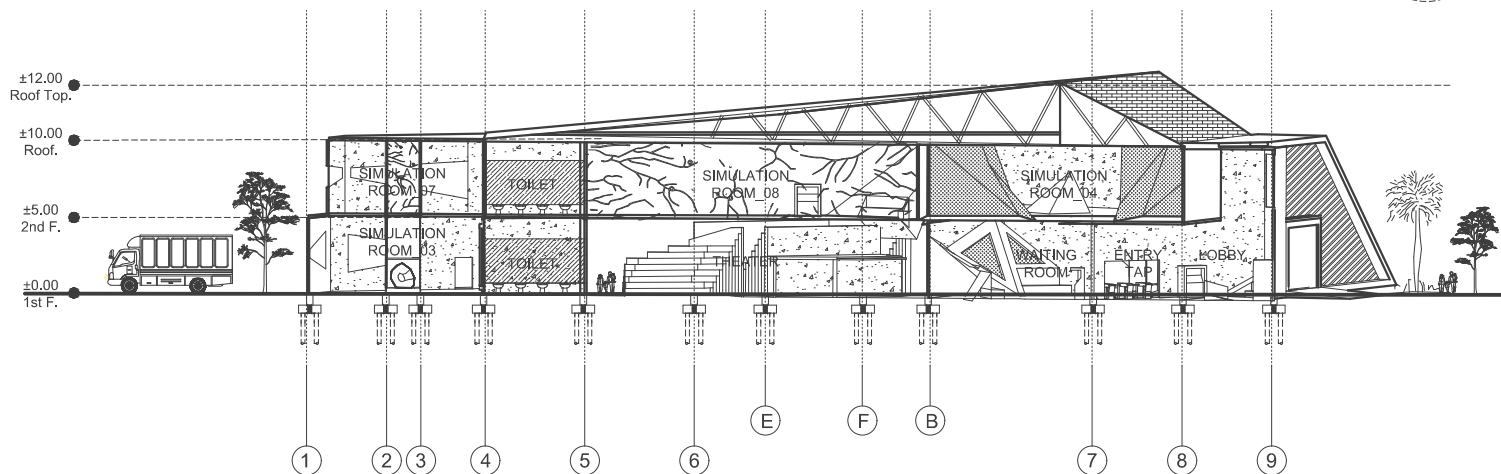 ±12.00
Roof Top.
±10.00
Roof.
SIMULATION
ROOM_07
TOILET
SIMULATION
ROOM_08
SIMULATION
ROOM_04
±5.00
2nd F.
SIMULATION
ROOM_03
TOILET
THEATER
WAITING
ROOM
ENTRY
TAP
LOBBY
±0.00
1st F.
E
F
B
1
2
3
4
5
6
7
8
9